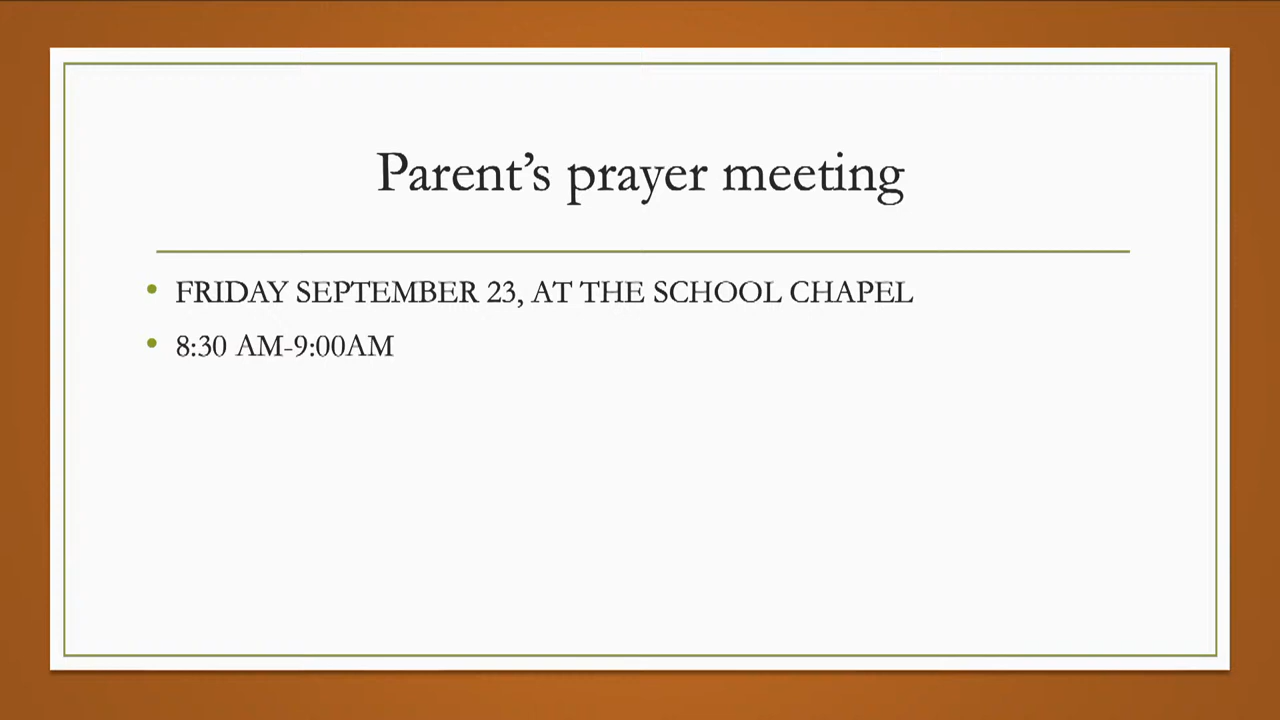 Parent’s prayer meeting
• FRIDAY SEPTEMBER 23, AT THE SCHOOL CHAPEL
• 8:30 AM-9:00AM